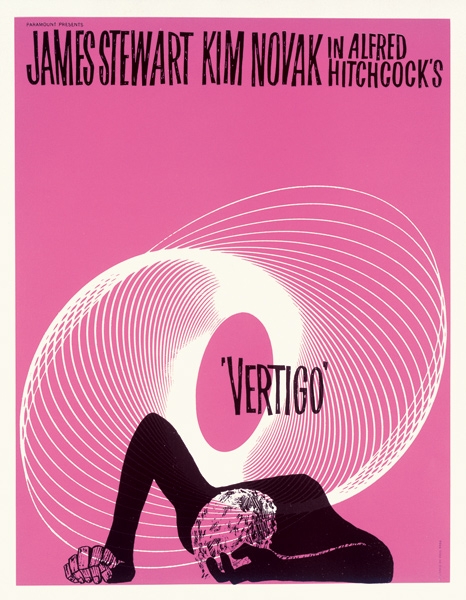 PARAMOUNT PRESENTS
JAMES STEWART KIM NOVAK IN ALFRED
HITCHCOCK'S
'VERTIGO'